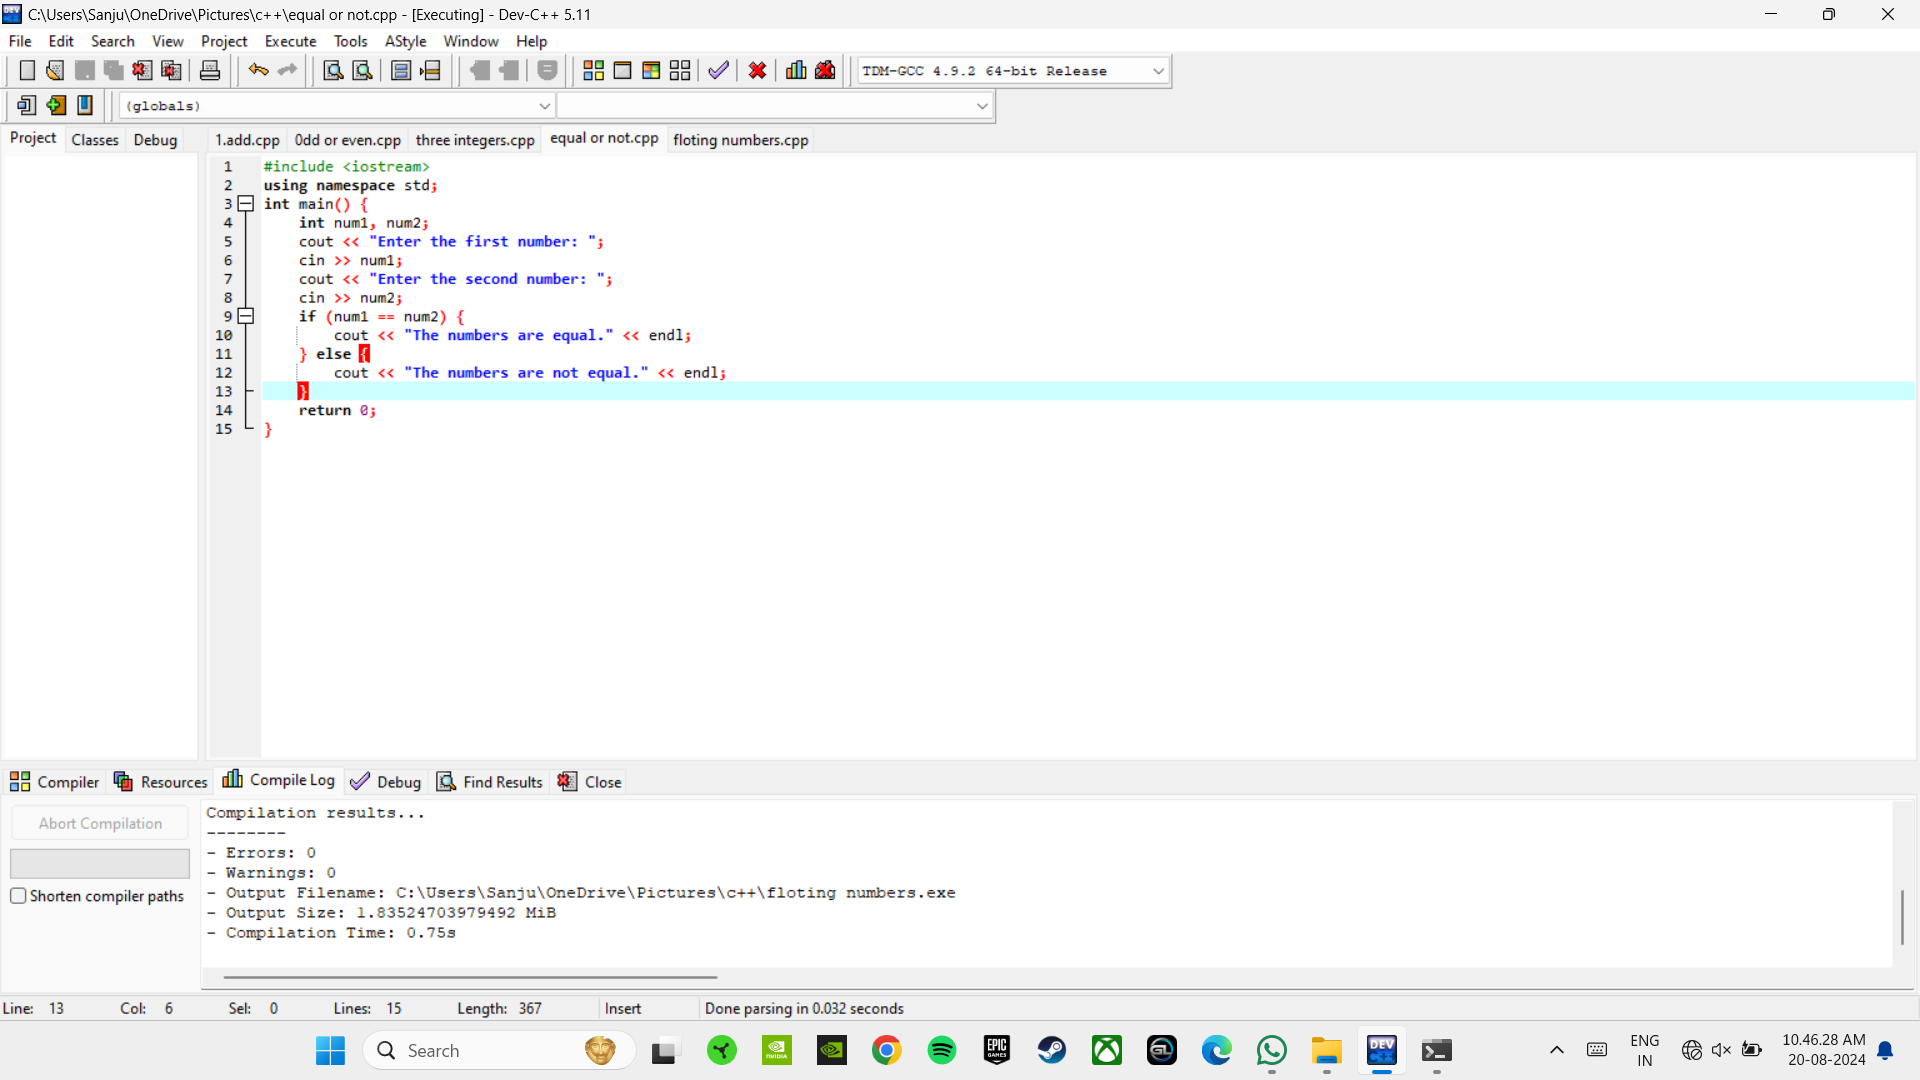 C:\Users\Sanju\OneDrive\Pictures\c++\equal or not.cpp - [Executing] - Dev-C++ 5.11
File Edit Search View Project Execute Tools AStyle Window Help
TDM-GCC 4.9.2 64-bit Release
(globals)
Project Classes Debug 1.add.cpp 0dd or even.cpp three integers.cpp equal or not.cpp floting numbers.cpp
1 #include <iostream>
2 using namespace std;
3 int main() {
4 int num1, num2;
5 cout << "Enter the first number: ";
6 cin >> num1;
7 cout << "Enter the second number: ";
8 cin >> num2;
9 if (num1 == num2) {
10 cout << "The numbers are equal." << endl;
11 } else {
12 cout << "The numbers are not equal." << endl;
13 }
14 return 0;
15 }
Compiler Resources Compile Log Debug Find Results Close
Abort Compilation
Shorten compiler paths
Compilation results...
--------
- Errors: 0
- Warnings: 0
- Output Filename: C:\Users\Sanju\OneDrive\Pictures\c++\floting numbers.exe
- Output Size: 1.83524703979492 MiB
- Compilation Time: 0.75s
Line: 13 Col: 6 Sel: 0 Lines: 15 Length: 367 Insert Done parsing in 0.032 seconds
Search
NVIDIA
EPIC GAMES
DEV C++
ENG
IN
10.46.28 AM
20-08-2024